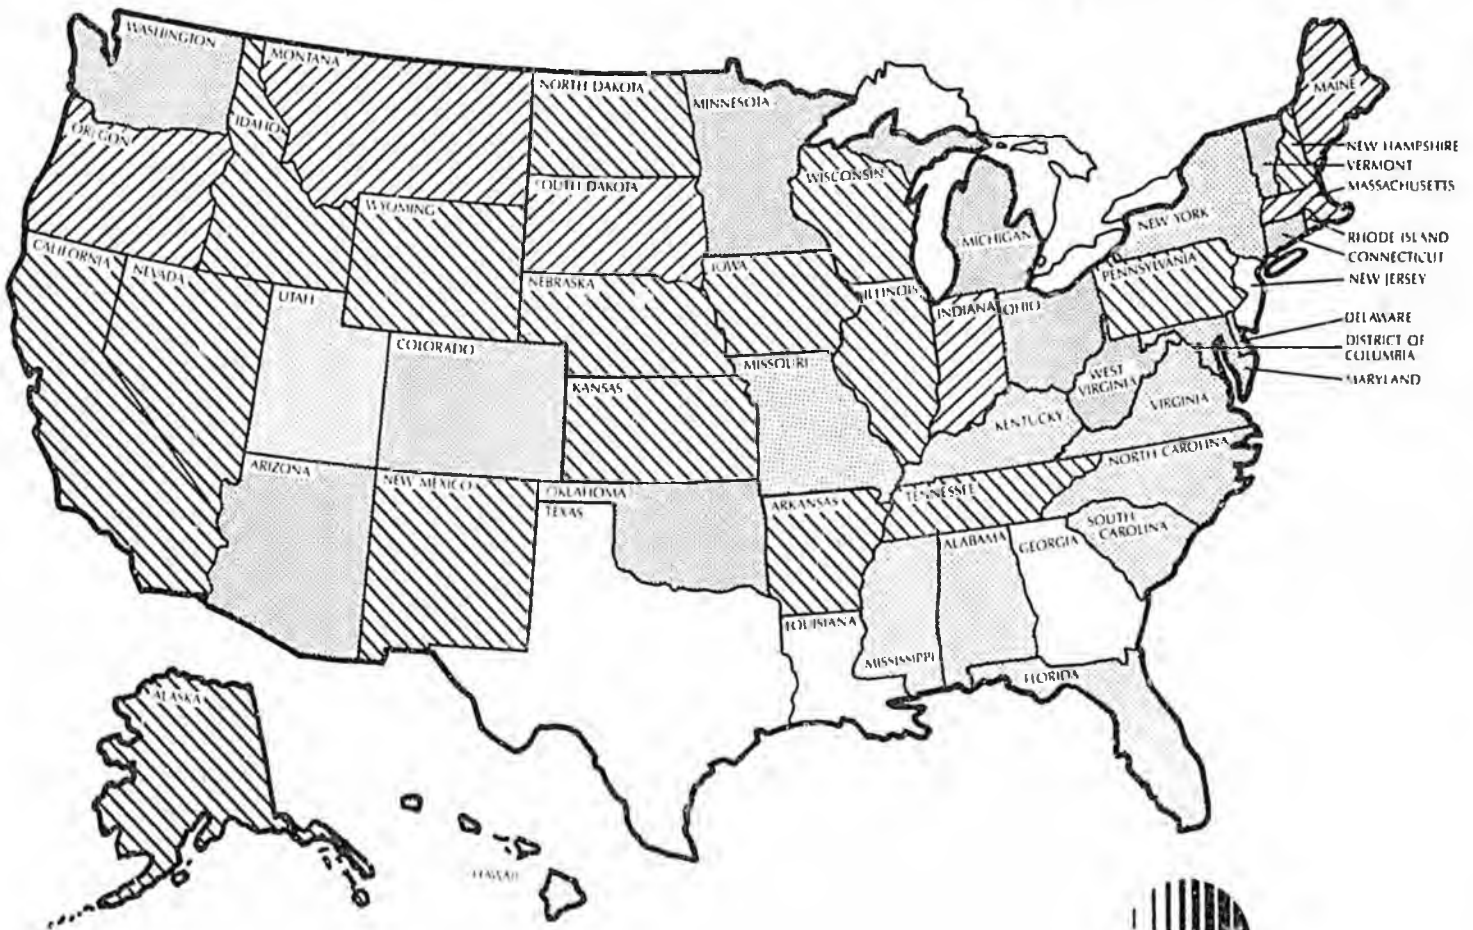 WASHINGTON
MONTANA
NORTH DAKOTA
MINNESOTA
MAINE
OREGON
IDAHO
SOUTH DAKOTA
WISCONSIN
NEW HAMPSHIRE
VERMONT
MASSACHUSETTS
WYOMING
MICHIGAN
NEW YORK
RHODE ISLAND
CONNECTICUT
NEW JERSEY
CALIFORNIA
NEVADA
UTAH
NEBRASKA
IOWA
ILLINOIS
INDIANA
OHIO
PENNSYLVANIA
DELAWARE
DISTRICT OF
COLUMBIA
MARYLAND
COLORADO
KANSAS
MISSOURI
KENTUCKY
WEST
VIRGINIA
VIRGINIA
ARIZONA
NEW MEXICO
OKLAHOMA
TEXAS
ARKANSAS
TENNESSEE
NORTH CAROLINA
SOUTH
CAROLINA
ALABAMA
GEORGIA
LOUISIANA
MISSISSIPPI
FLORIDA
ALASKA
HAWAII